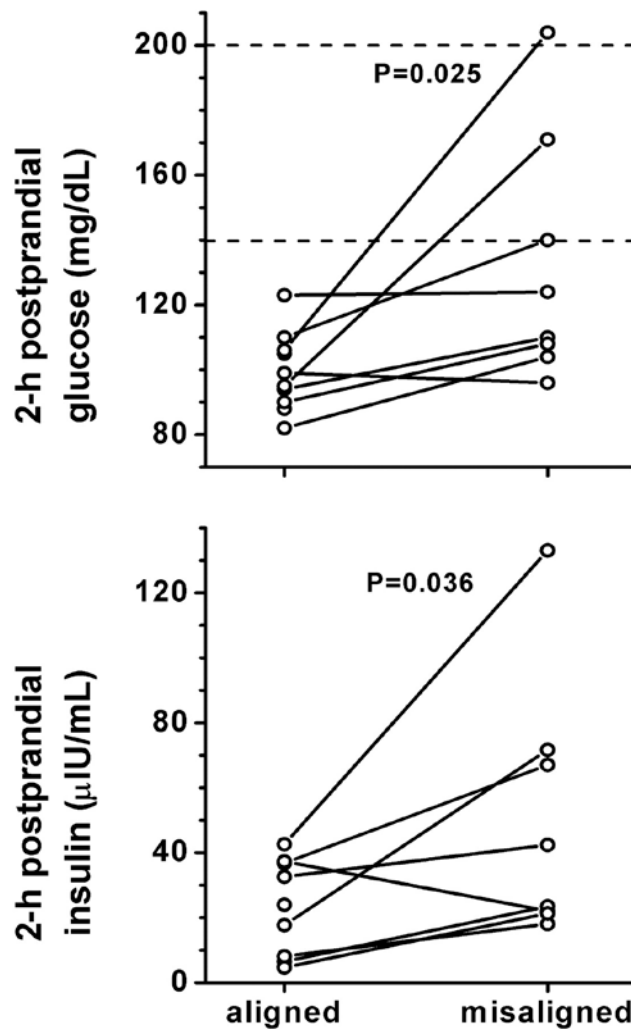 2-h postprandial
glucose (mg/dL)
200
160
120
80
P=0.025
2-h postprandial
insulin (μIU/mL)
120
80
40
0
P=0.036
aligned misaligned